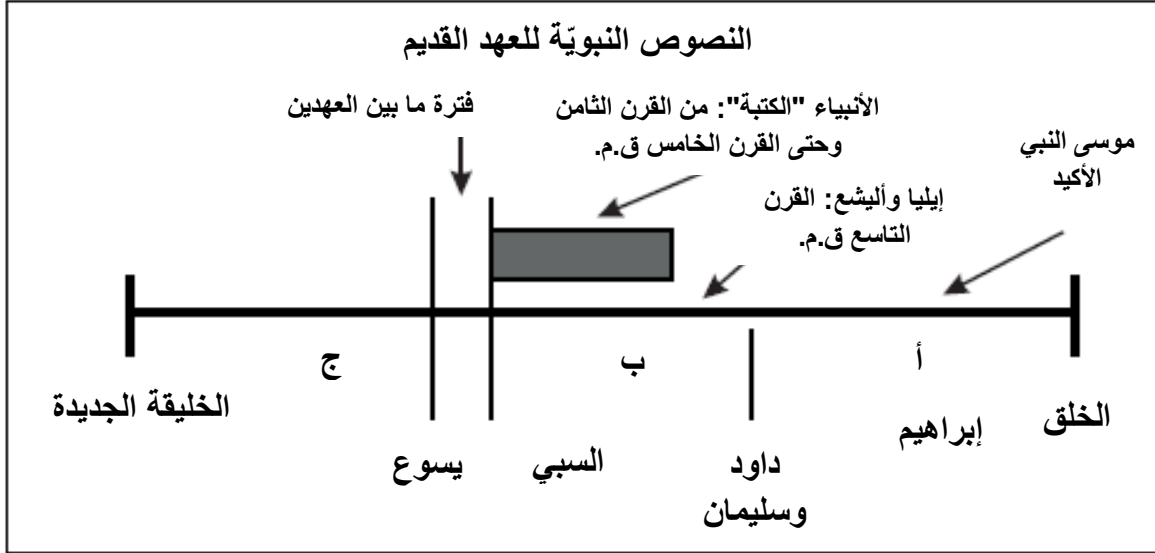 النصوص النبويّة للعهد القديم
الأنبياء "الكتبة": من القرن الثامن
وحتى القرن الخامس ق.م.
فترة ما بين العهدين
موسى النبي
الأكيد
إيليا وأليشع: القرن
التاسع ق.م.
أ
ب
ج
الخلق
إبراهيم
داود
وسليمان
السبي
يسوع
الخليقة الجديدة